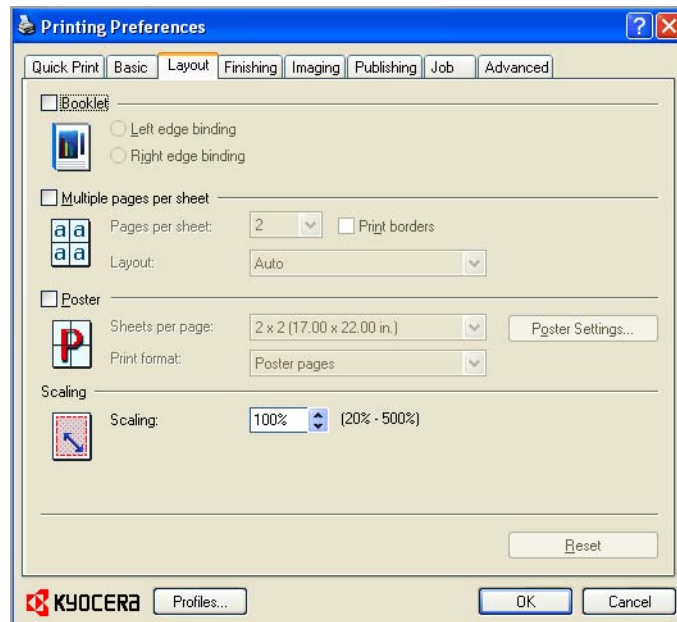 Printing Preferences
Quick Print Basic Layout Finishing Imaging Publishing Job Advanced
Booklet
Left edge binding
Right edge binding
Multiple pages per sheet
a a
a a
Pages per sheet: 2 Print borders
Layout: Auto
Poster
P
Sheets per page: 2 x 2 (17.00 x 22.00 in.) Poster Settings...
Print format: Poster pages
Scaling
Scaling: 100% (20% - 500%)
Reset
KYOCERA Profiles... OK Cancel